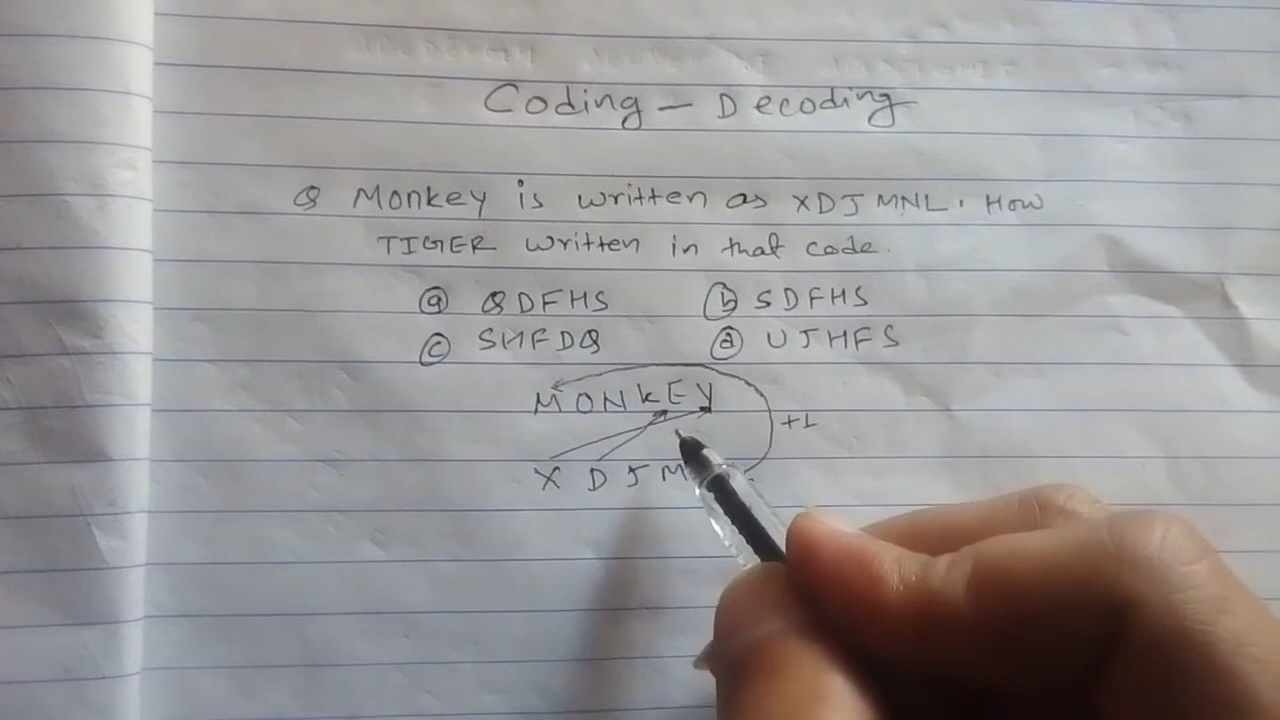 Coding - Decoding
Q Monkey is written as XDJMNL. How
TIGER written in that code.
(a) QDFHS (b) SDFHS
(c) SHFDQ (d) UJHFS
MONKEY
+1
X D J M